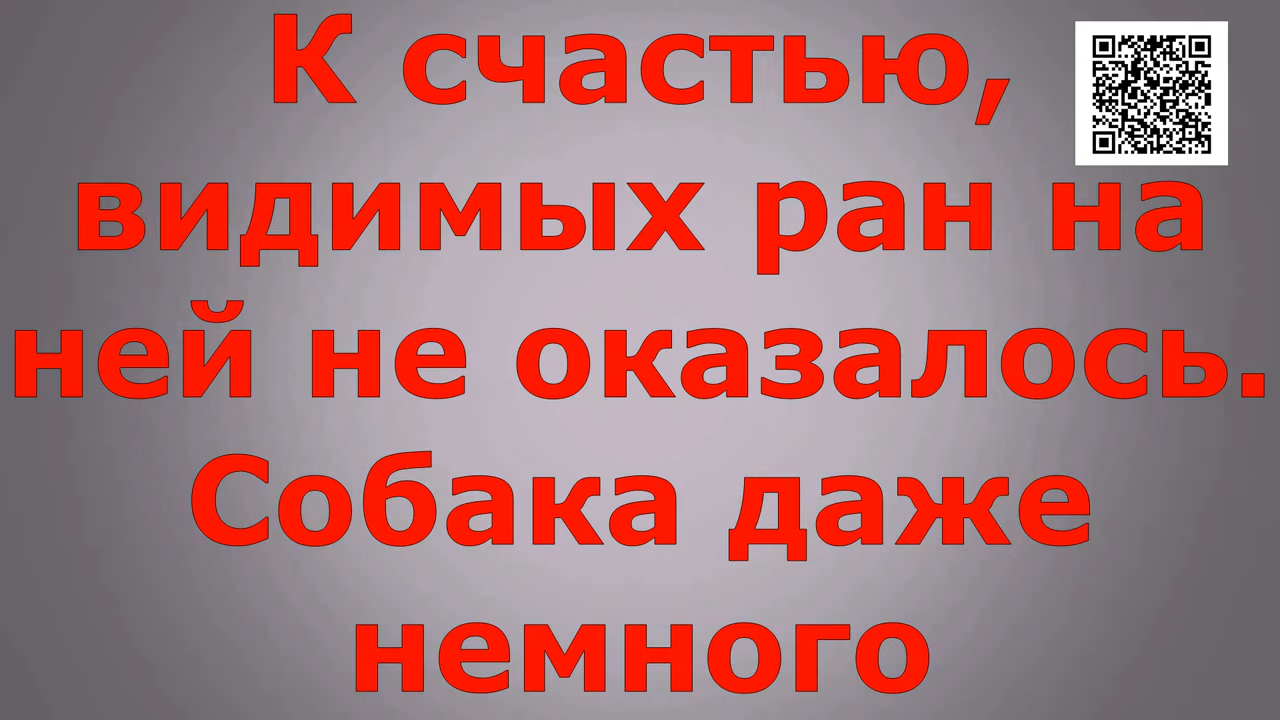 К счастью,
видимых ран на
ней не оказалось.
Собака даже
немного